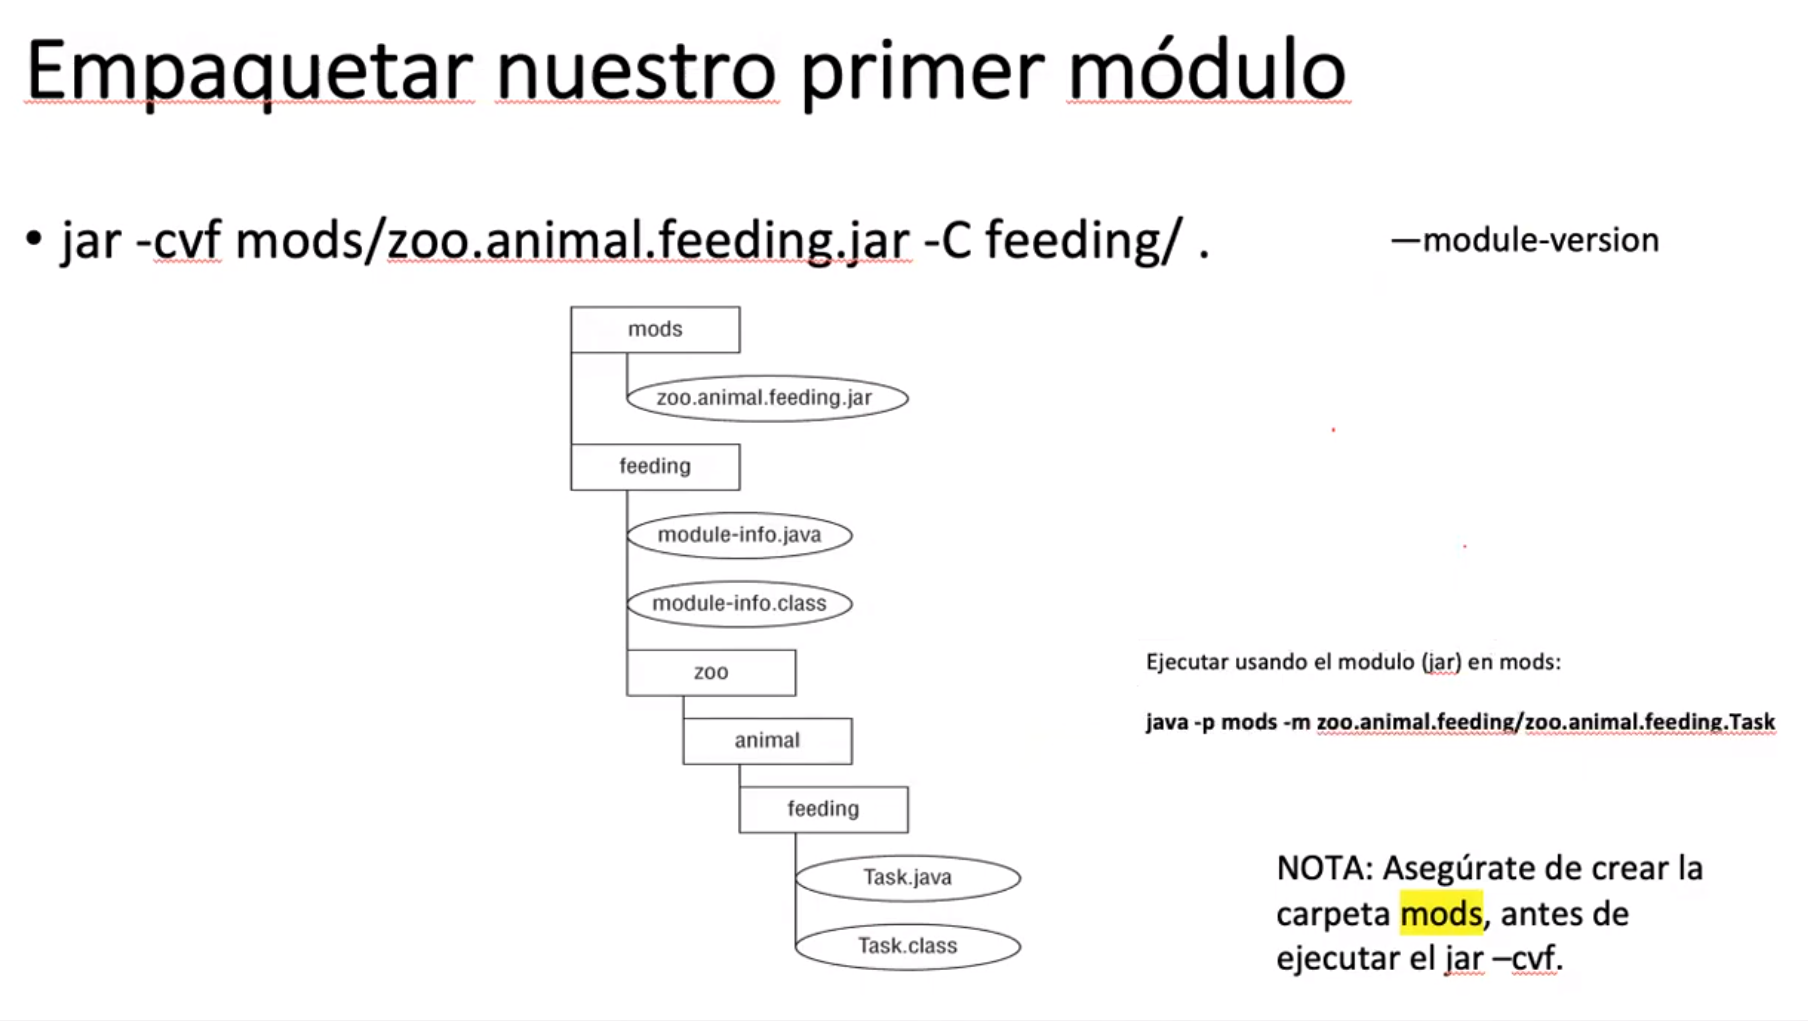 Empaquetar nuestro primer módulo
• jar -cvf mods/zoo.animal.feeding.jar -C feeding/ .
—module-version
mods
zoo.animal.feeding.jar
feeding
module-info.java
module-info.class
zoo
animal
feeding
Task.java
Task.class
Ejecutar usando el modulo (jar) en mods:
java -p mods -m zoo.animal.feeding/zoo.animal.feeding.Task
NOTA: Asegúrate de crear la
carpeta mods, antes de
ejecutar el jar –cvf.